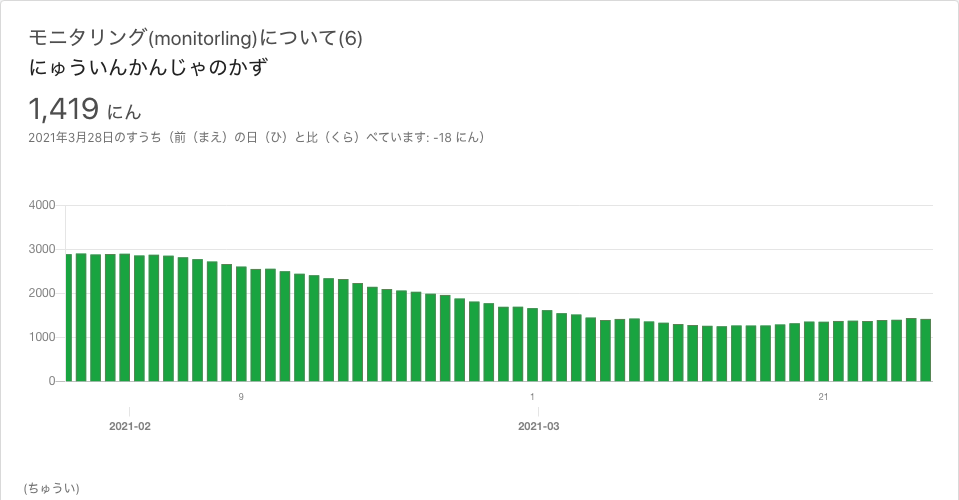 モニタリング(monitorling)について(6)
にゅういんかんじゃのかず
1,419 にん
2021年3月28日のすうち（前（まえ）の日（ひ）と比（くら）べています: -18 にん）
4000
3000
2000
1000
0
9 1 21
2021-02 2021-03
(ちゅうい)